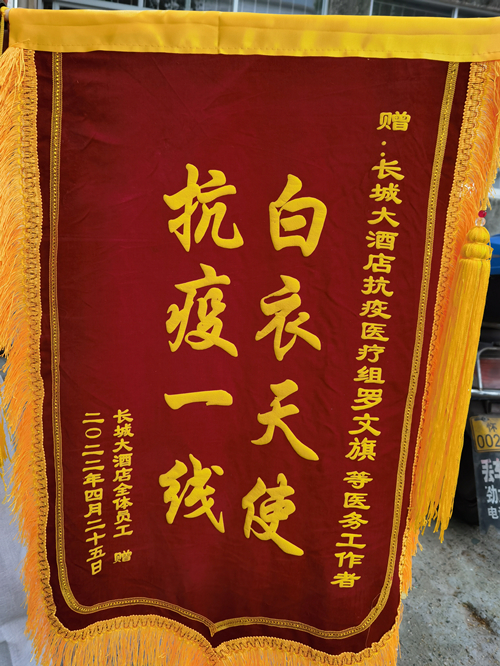 赠:长城大酒店抗疫医疗组罗文旗等医务工作者
白衣天使
抗疫一线
长城大酒店全体员工 赠
二〇二二年四月二十五日
002